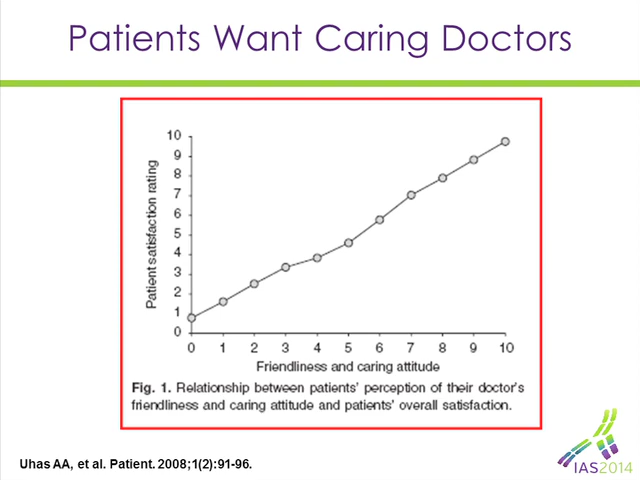 Patients Want Caring Doctors
10
9
8
7
6
5
4
3
2
1
0
Patient satisfaction rating
0 1 2 3 4 5 6 7 8 9 10
Friendliness and caring attitude
Fig. 1. Relationship between patients' perception of their doctor's
friendliness and caring attitude and patients' overall satisfaction.
Uhas AA, et al. Patient. 2008;1(2):91-96.
IAS2014